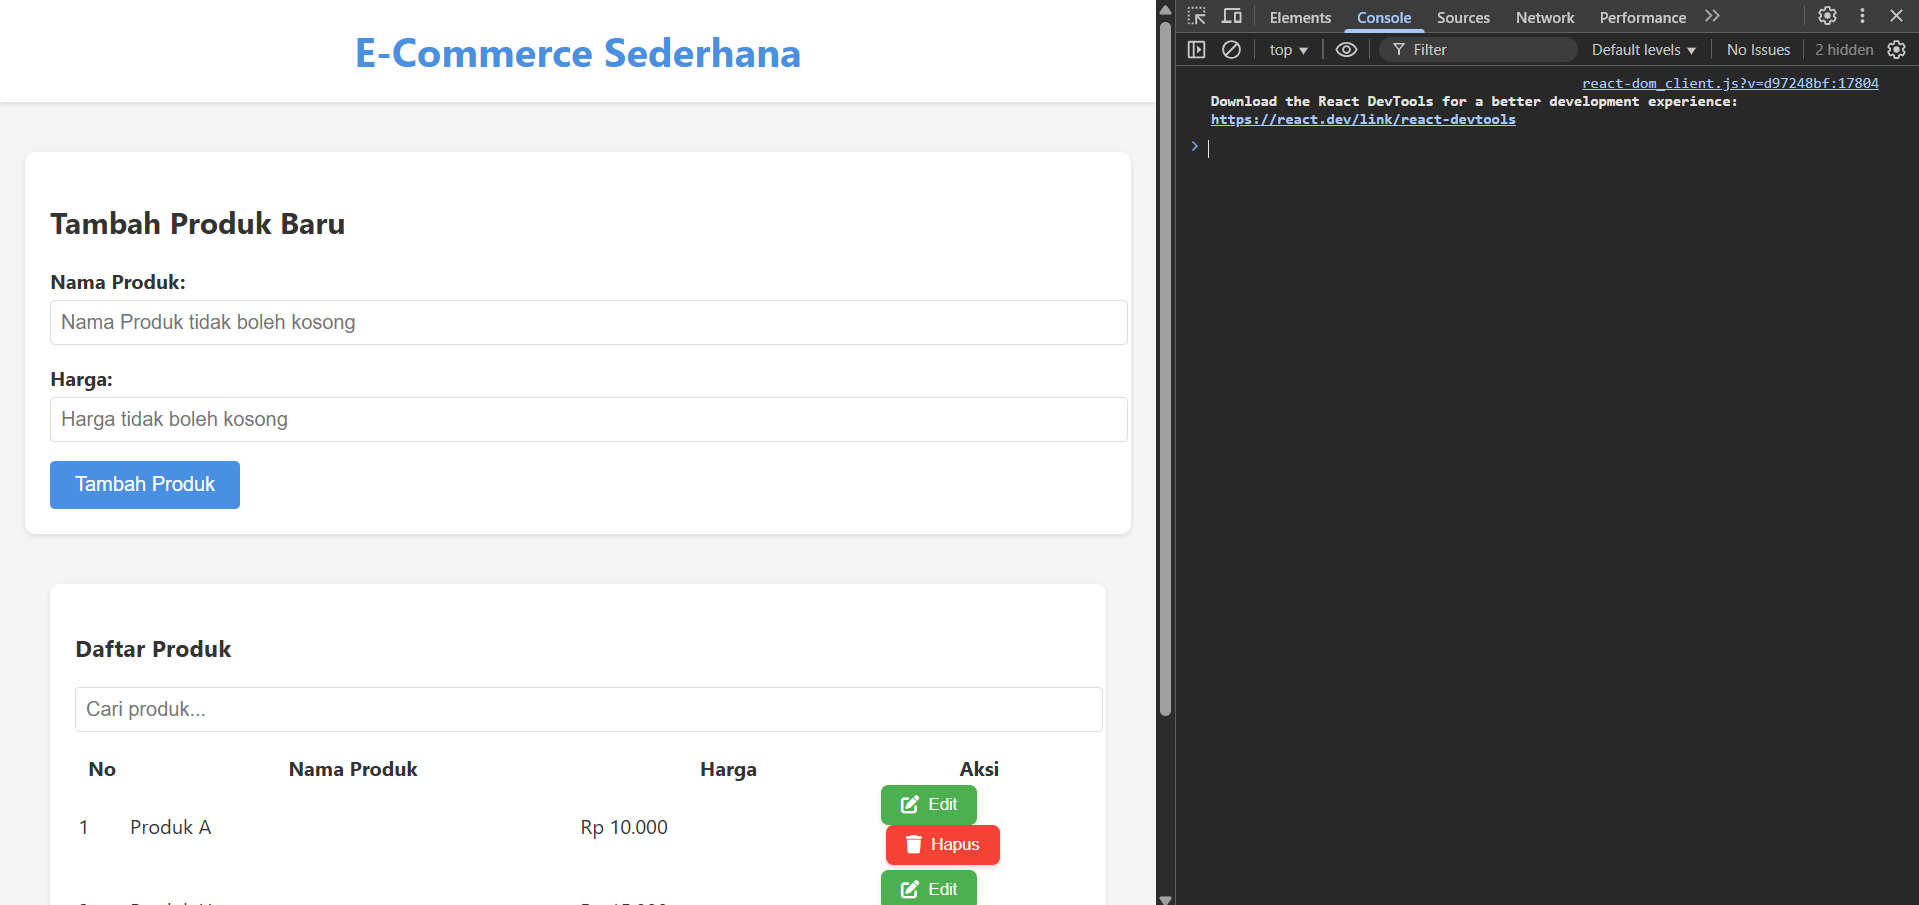 E-Commerce Sederhana
Tambah Produk Baru
Nama Produk:
Nama Produk tidak boleh kosong
Harga:
Harga tidak boleh kosong
Tambah Produk
Daftar Produk
Cari produk...
No Nama Produk Harga Aksi
Edit
1 Produk A Rp 10.000
Hapus
Edit
Elements Console Sources Network Performance
top Filter Default levels No Issues 2 hidden
react-dom_client.js?v=d97248bf:17804
Download the React DevTools for a better development experience:
https://react.dev/link/react-devtools